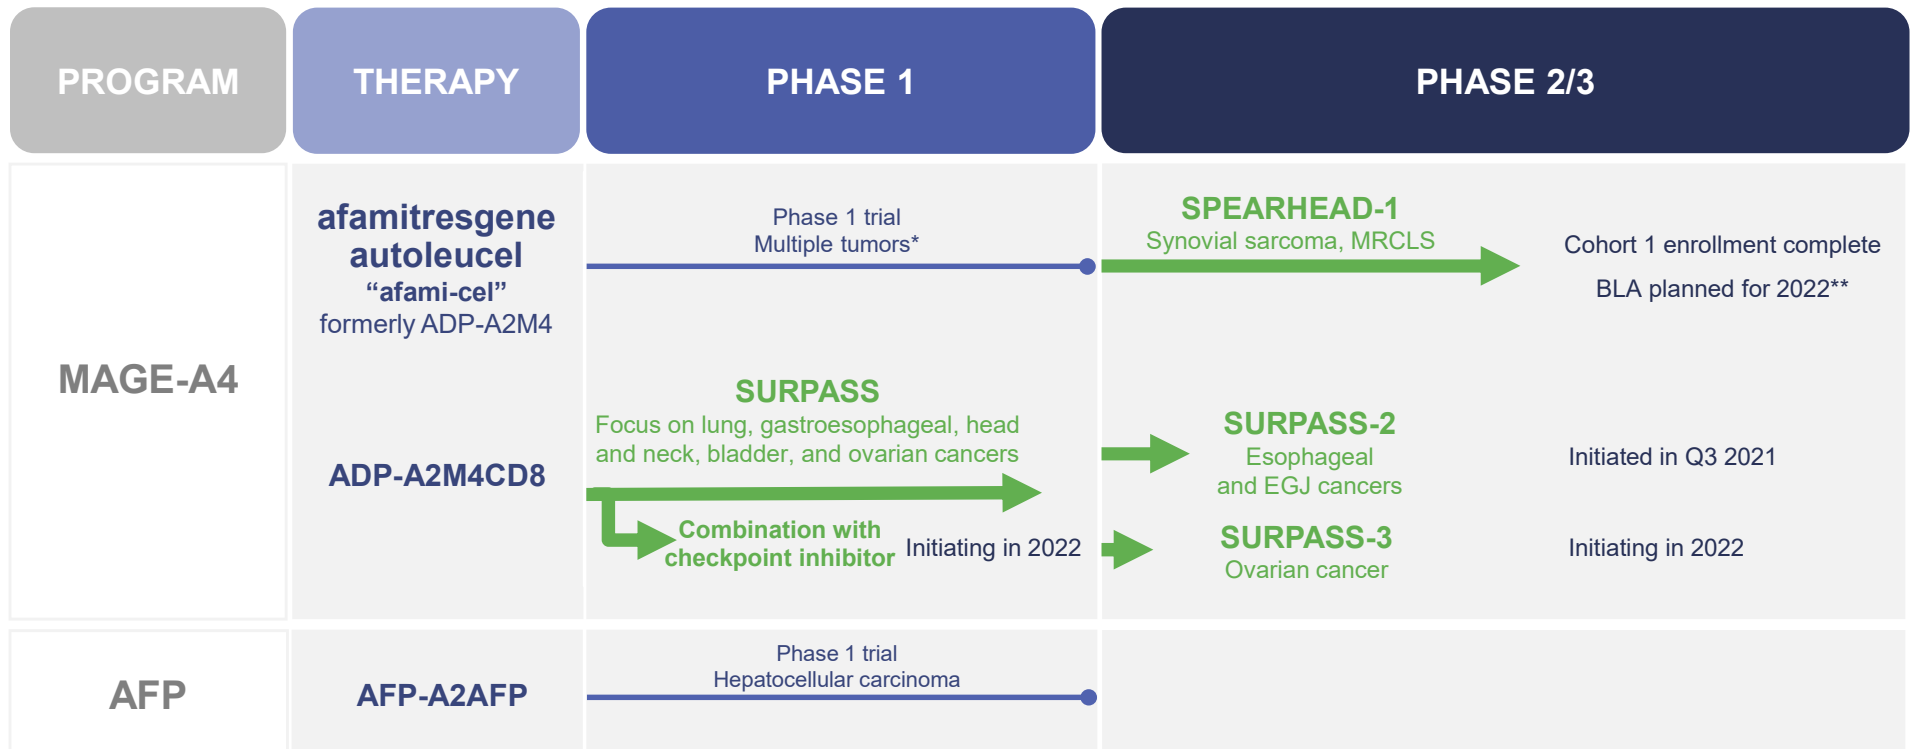 PROGRAM
THERAPY
PHASE 1
PHASE 2/3
MAGE-A4
afamitresgene
autoleucel
“afami-cel”
formerly ADP-A2M4
Phase 1 trial
Multiple tumors*
SPEARHEAD-1
Synovial sarcoma, MRCLS
Cohort 1 enrollment complete
BLA planned for 2022**
ADP-A2M4CD8
SURPASS
Focus on lung, gastroesophageal, head
and neck, bladder, and ovarian cancers
Combination with
checkpoint inhibitor
Initiating in 2022
SURPASS-2
Esophageal
and EGJ cancers
Initiated in Q3 2021
SURPASS-3
Ovarian cancer
Initiating in 2022
AFP
AFP-A2AFP
Phase 1 trial
Hepatocellular carcinoma